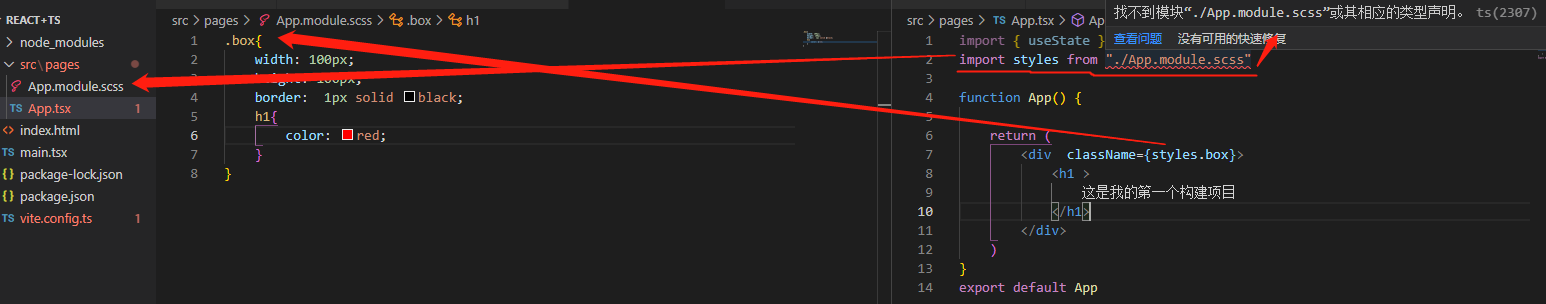 REACT+TS
node_modules
src\pages
App.module.scss
TS App.tsx 1
index.html
TS main.tsx
{} package-lock.json
{} package.json
TS vite.config.ts 1
src > pages > App.module.scss > .box > h1
1 .box{
2 width: 100px;
3 height: 100px;
4 border: 1px solid black;
5 h1{
6 color: red;
7 }
8 }
src > pages > TS App.tsx > Ap
找不到模块“./App.module.scss”或其相应的类型声明。 ts(2307)
查看问题 没有可用的快速修复
1 import { useState }
2 import styles from "./App.module.scss"
3
4 function App() {
5
6 return (
7 <div className={styles.box}>
8 <h1 >
9 这是我的第一个构建项目
10 </h1>
11 </div>
12 )
13 }
14 export default App